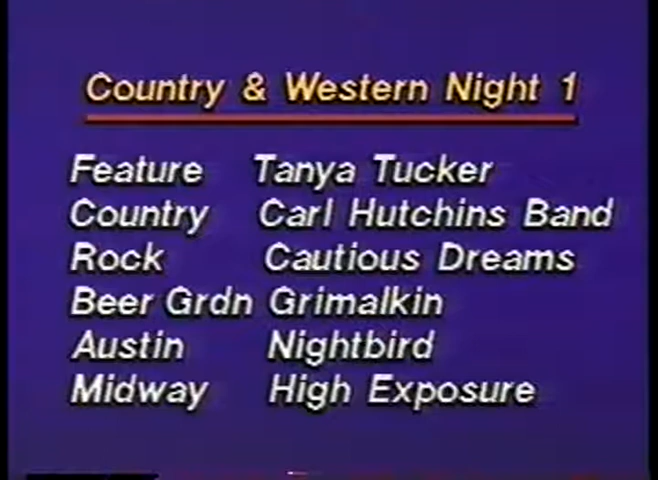 Country & Western Night 1
Feature Tanya Tucker
Country Carl Hutchins Band
Rock Cautious Dreams
Beer Grdn Grimalkin
Austin Nightbird
Midway High Exposure